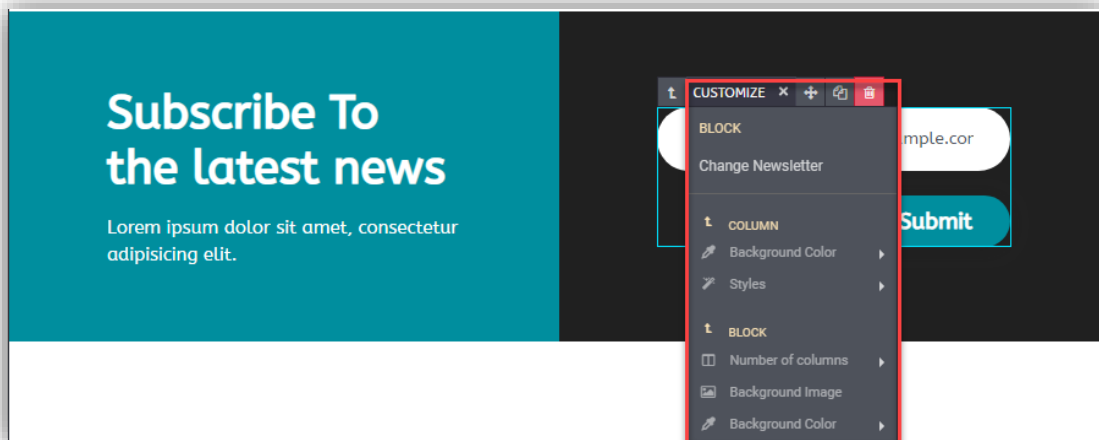 Subscribe To
the latest news
Lorem ipsum dolor sit amet, consectetur
adipisicing elit.
CUSTOMIZE
BLOCK
Change Newsletter
COLUMN
Background Color
Styles
BLOCK
Number of columns
Background Image
Background Color
mple.cor
Submit